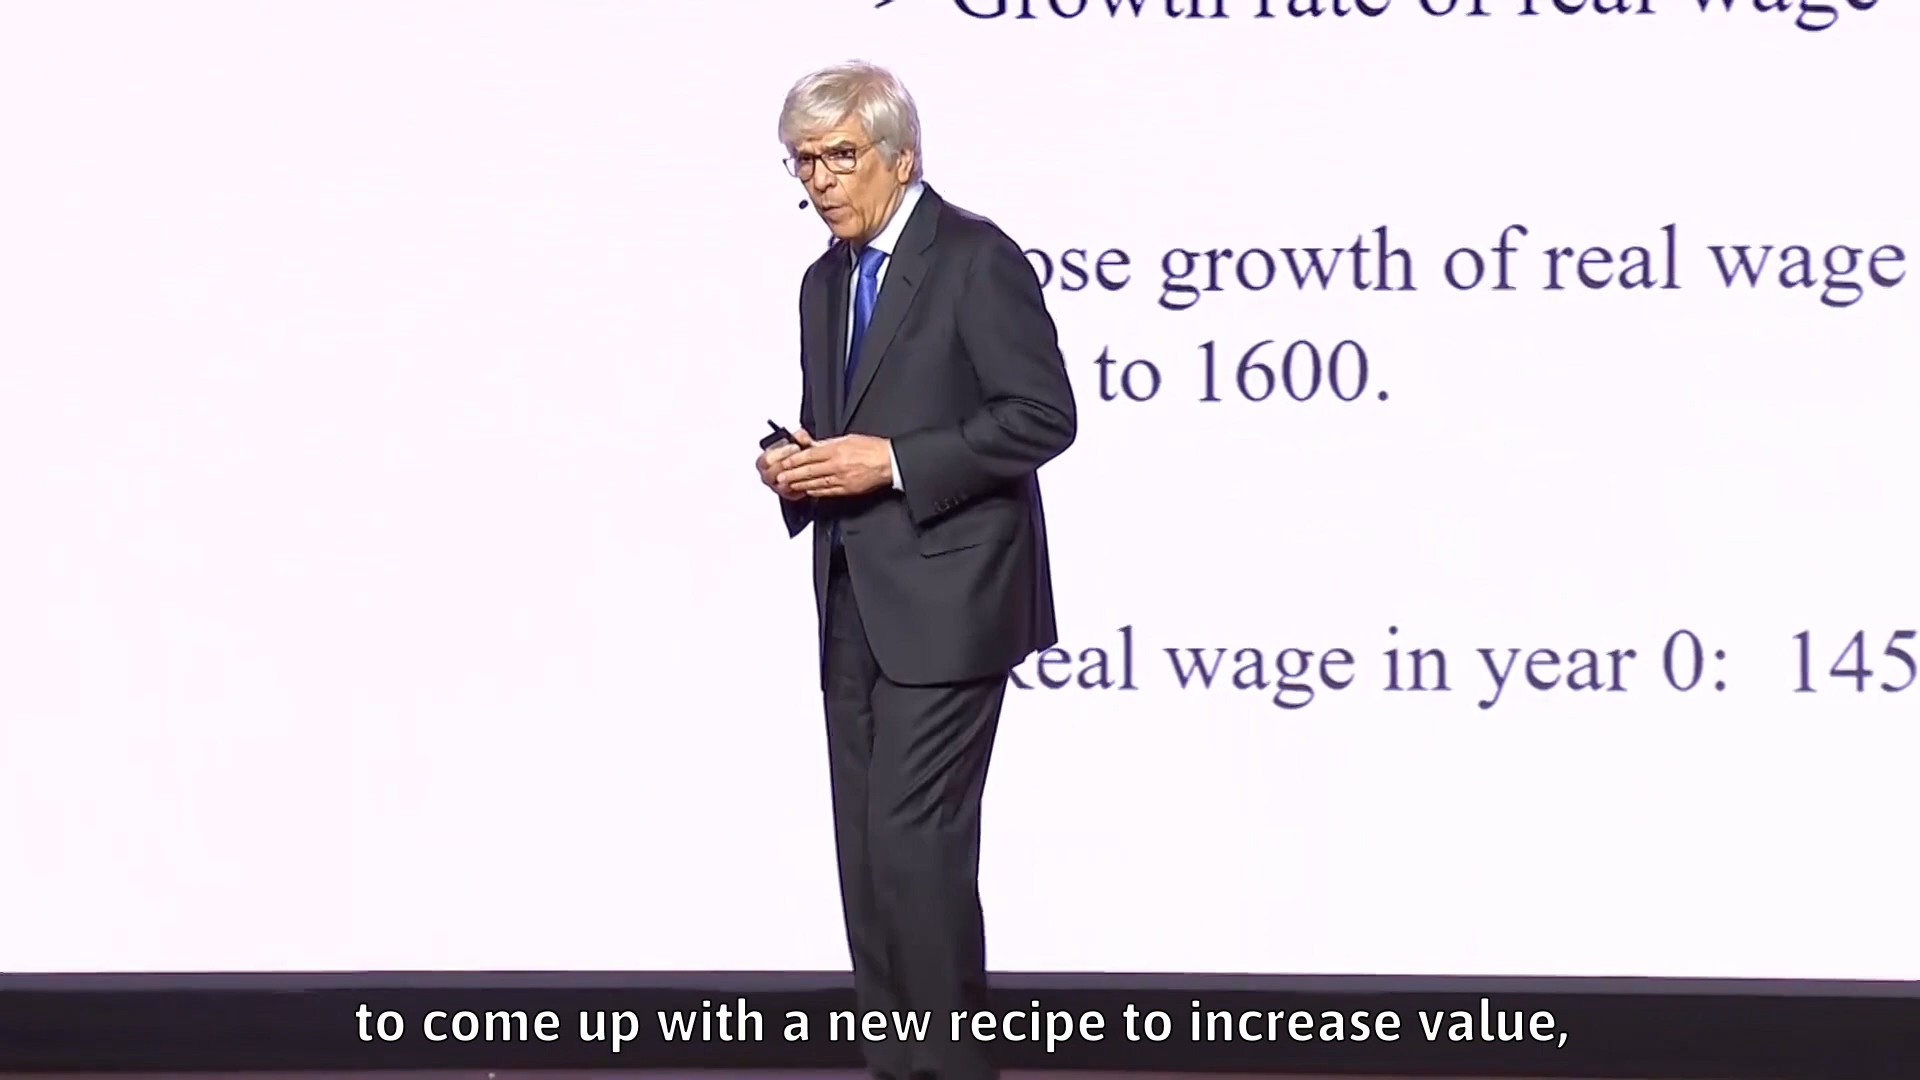 Growth rate of real wage
growth of real wage
to 1600.
wage in year 0: 145
to come up with a new recipe to increase value,